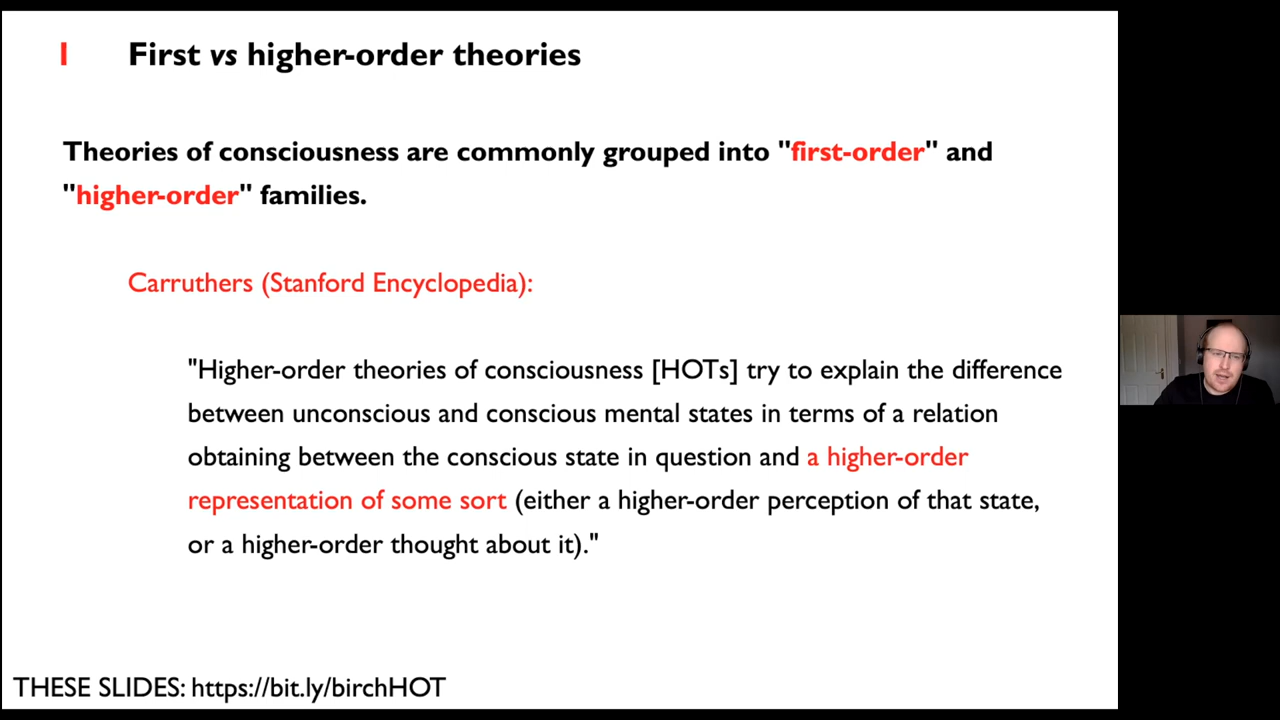 1 First vs higher-order theories
Theories of consciousness are commonly grouped into "first-order" and
"higher-order" families.
Carruthers (Stanford Encyclopedia):
"Higher-order theories of consciousness [HOTs] try to explain the difference
between unconscious and conscious mental states in terms of a relation
obtaining between the conscious state in question and a higher-order
representation of some sort (either a higher-order perception of that state,
or a higher-order thought about it)."
THESE SLIDES: https://bit.ly/birchHOT